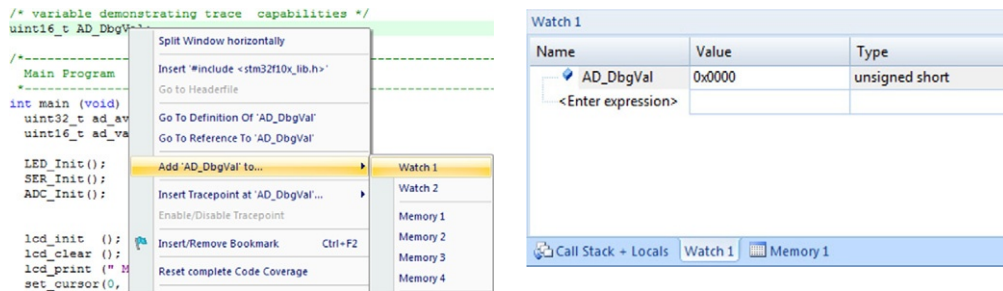 /* variable demonstrating trace  capabilities */
uint16_t AD_DbgVal;
/*-----------------------
Main Program
*-----------------------
int main (void)
uint32_t ad_av
uint16_t ad_va
LED_Init();
SER_Init();
ADC_Init();
lcd_init  ();
lcd_clear ();
lcd_print (" M
set_cursor(0,
Split Window horizontally
Insert '#include <stm32f10x_lib.h>'
Go to Headerfile
Go To Definition Of 'AD_DbgVal'
Go To Reference To 'AD_DbgVal'
Add 'AD_DbgVal' to...
Insert Tracepoint at 'AD_DbgVal'...
Enable/Disable Tracepoint
Insert/Remove Bookmark Ctrl+F2
Reset complete Code Coverage
Watch 1
Watch 2
Memory 1
Memory 2
Memory 3
Memory 4
Watch 1
Name Value Type
AD_DbgVal 0x0000 unsigned short
<Enter expression>
Call Stack + Locals Watch 1 Memory 1